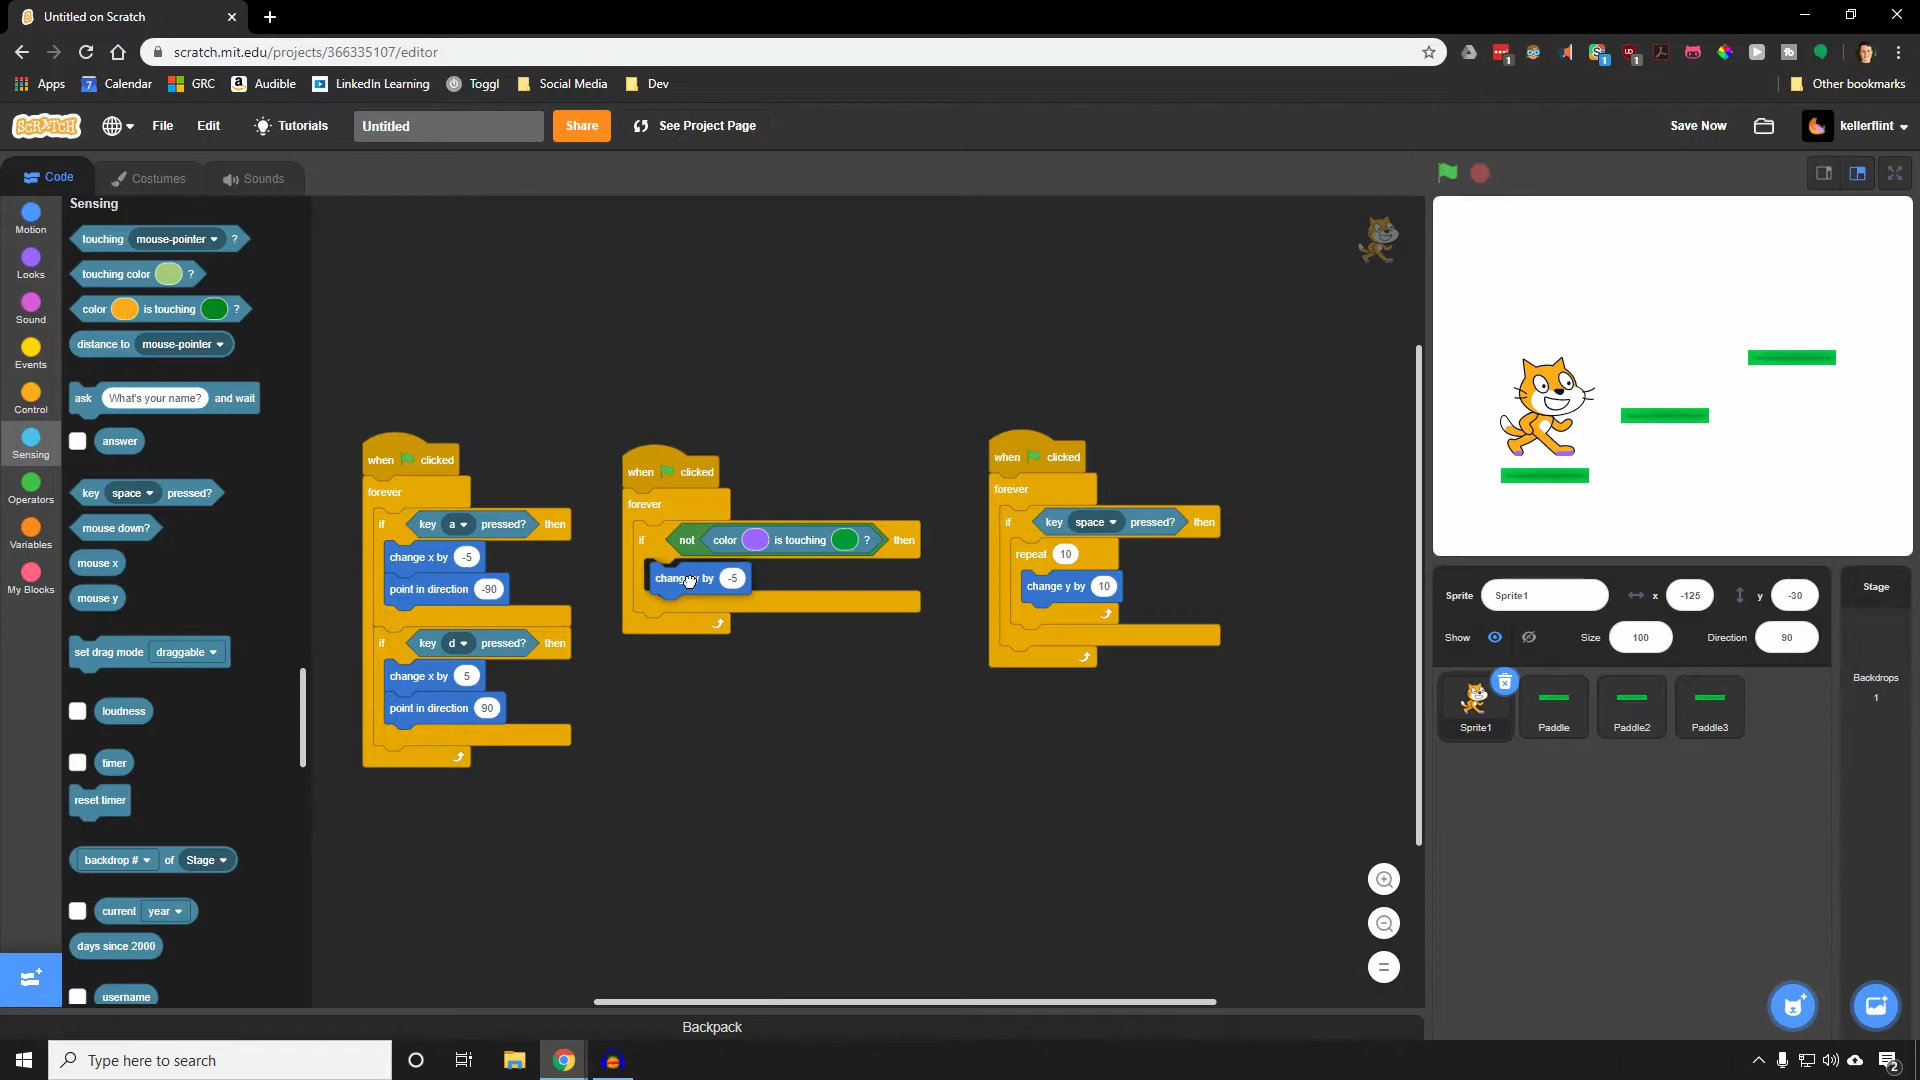 Untitled on Scratch
scratch.mit.edu/projects/366335107/editor
Apps
7 Calendar
GRC
Audible
LinkedIn Learning
Toggl
Social Media
Dev
Other bookmarks
SCRATCH
File
Edit
Tutorials
Untitled
Share
See Project Page
Save Now
kellerflint
Code
Costumes
Sounds
Motion
Looks
Sound
Events
Control
Sensing
Operators
Variables
My Blocks
Sensing
touching mouse-pointer ?
touching color ?
color is touching ?
distance to mouse-pointer
ask What's your name? and wait
answer
key space pressed?
mouse down?
mouse x
mouse y
set drag mode draggable
loudness
timer
reset timer
backdrop # of Stage
current year
days since 2000
username
when clicked
forever
if key a pressed? then
change x by -5
point in direction -90
if key d pressed? then
change x by 5
point in direction 90
when clicked
forever
if not color is touching ? then
change y by -5
when clicked
forever
if key space pressed? then
repeat 10
change y by 10
Sprite
Sprite1
x -125
y -30
Show
Size 100
Direction 90
Sprite1
Paddle
Paddle2
Paddle3
Stage
Backdrops
1
Backpack
Type here to search
2